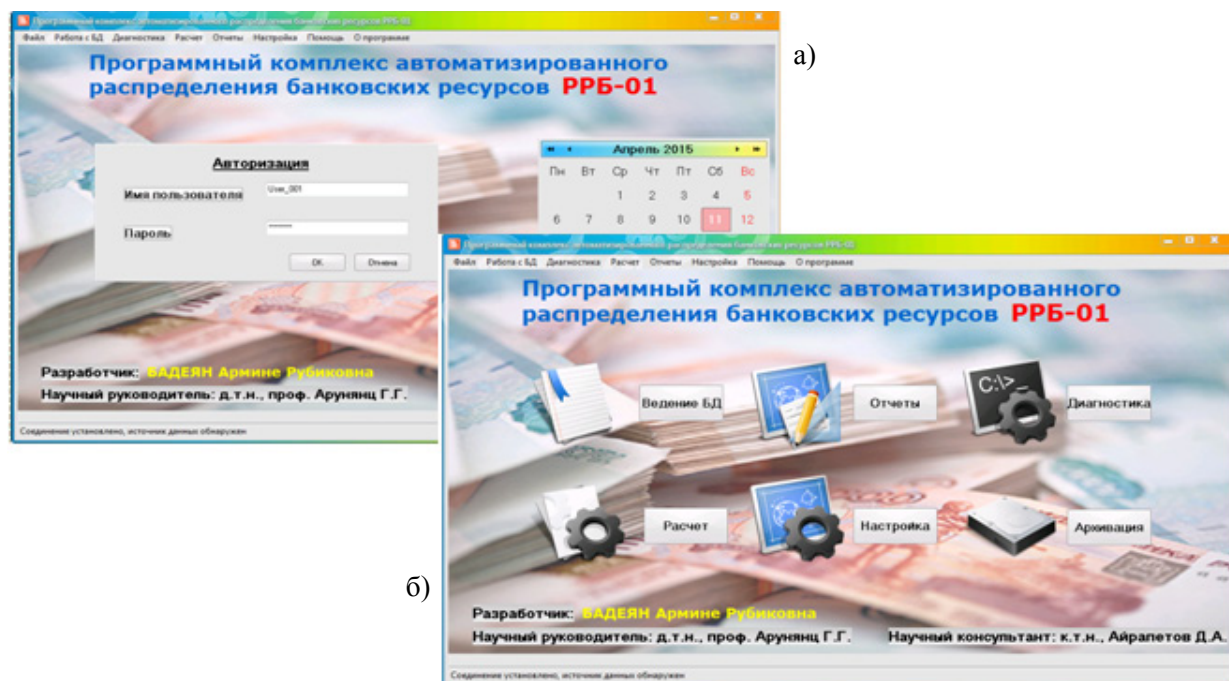 Программный комплекс автоматизированного распределения банковских ресурсов РРБ-01
Файл Работа с БД Диагностика Расчет Отчеты Настройка Помощь О программе
а)
Программный комплекс автоматизированного
распределения банковских ресурсов РРБ-01
Авторизация
Имя пользователя User_001
Пароль
ОК Отмена
Апрель 2015
Пн Вт Ср Чт Пт Сб Вс
1 2 3 4 5
6 7 8 9 10 11 12
Разработчик: БАДЕЯН Армине Рубиковна
Научный руководитель: д.т.н., проф. Арунянц Г.Г.
Соединение установлено, источник данных обнаружен
Программный комплекс автоматизированного распределения банковских ресурсов РРБ-01
Файл Работа с БД Диагностика Расчет Отчеты Настройка Помощь О программе
Программный комплекс автоматизированного
распределения банковских ресурсов РРБ-01
C:\>_
Ведение БД Отчеты Диагностика
Расчет Настройка Архивация
б)
Разработчик: БАДЕЯН Армине Рубиковна
Научный руководитель: д.т.н., проф. Арунянц Г.Г. Научный консультант: к.т.н., Айрапетов Д.А.
Соединение установлено, источник данных обнаружен